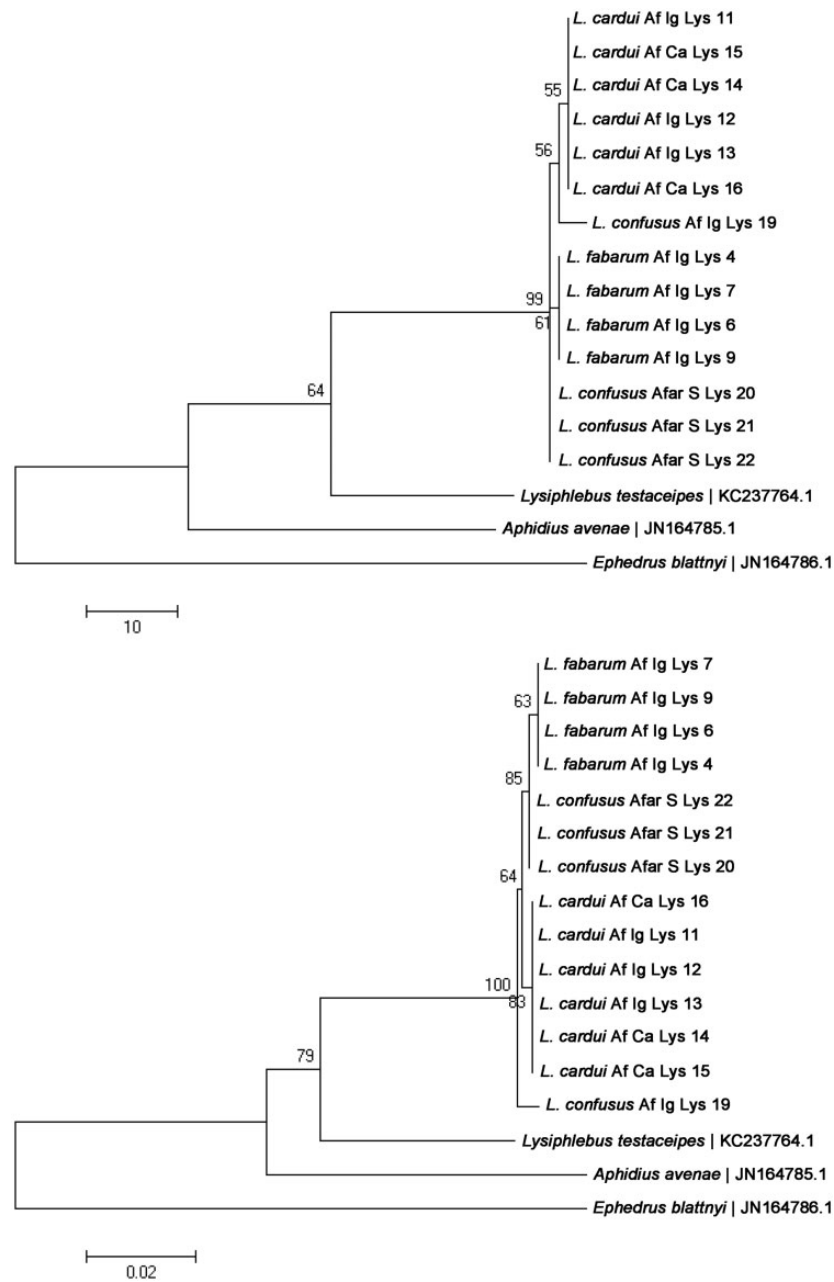 L. cardui Af Ig Lys 11
L. cardui Af Ca Lys 15
55
L. cardui Af Ca Lys 14
L. cardui Af Ig Lys 12
56
L. cardui Af Ig Lys 13
L. cardui Af Ca Lys 16
L. confusus Af Ig Lys 19
L. fabarum Af Ig Lys 4
99
L. fabarum Af Ig Lys 7
61
L. fabarum Af Ig Lys 6
L. fabarum Af Ig Lys 9
64
L. confusus Afar S Lys 20
L. confusus Afar S Lys 21
L. confusus Afar S Lys 22
Lysiphlebus testaceipes | KC237764.1
Aphidius avenae | JN164785.1
Ephedrus blattnyi | JN164786.1
10
L. fabarum Af Ig Lys 7
63
L. fabarum Af Ig Lys 9
L. fabarum Af Ig Lys 6
L. fabarum Af Ig Lys 4
85
L. confusus Afar S Lys 22
L. confusus Afar S Lys 21
L. confusus Afar S Lys 20
64
L. cardui Af Ca Lys 16
L. cardui Af Ig Lys 11
L. cardui Af Ig Lys 12
100
83
L. cardui Af Ig Lys 13
L. cardui Af Ca Lys 14
79
L. cardui Af Ca Lys 15
L. confusus Af Ig Lys 19
Lysiphlebus testaceipes | KC237764.1
Aphidius avenae | JN164785.1
Ephedrus blattnyi | JN164786.1
0.02